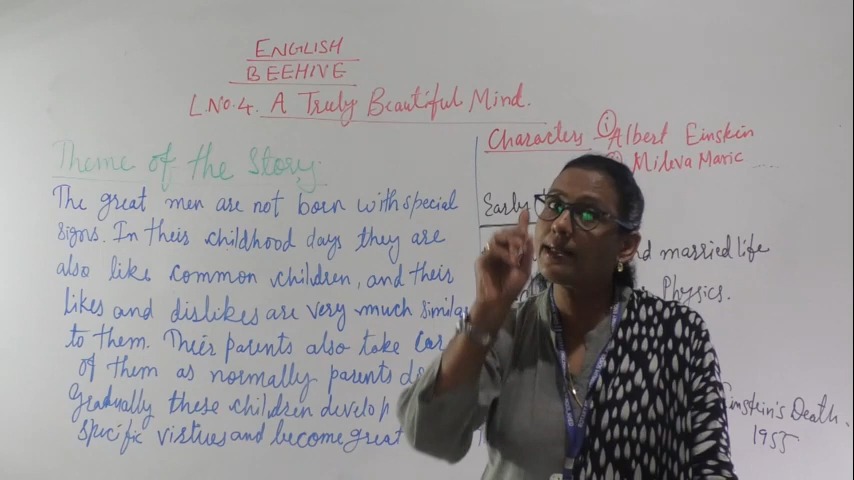 ENGLISH
BEEHIVE
L.No.4. A Truly Beautiful Mind.
Theme of the Story.
The great men are not born with special
signs. In their childhood days they are
also like common children, and their
likes and dislikes are very much similar
to them. Their parents also take car
of them as normally parents do
Gradually these children develop
specific virtues and become great
Characters (i) Albert Einstein
Mileva Maric ....
Early
nd married life
Physics.
Einstein's Death.
1955